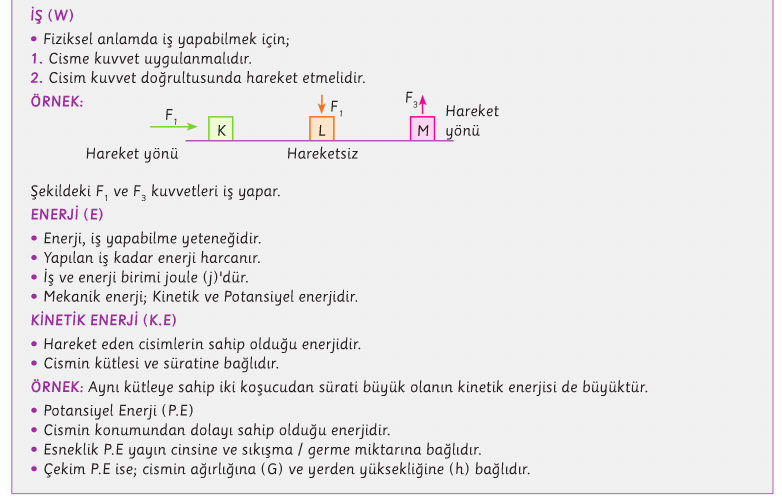 İŞ (W)
• Fiziksel anlamda iş yapabilmek için;
1. Cisme kuvvet uygulanmalıdır.
2. Cisim kuvvet doğrultusunda hareket etmelidir.
ÖRNEK:
F₁
K
Hareket yönü
F₁
L
Hareketsiz
F₃
M
Hareket
yönü
Şekildeki F₁ ve F₃ kuvvetleri iş yapar.
ENERJİ (E)
• Enerji, iş yapabilme yeteneğidir.
• Yapılan iş kadar enerji harcanır.
• İş ve enerji birimi joule (j)'dür.
• Mekanik enerji; Kinetik ve Potansiyel enerjidir.
KİNETİK ENERJİ (K.E)
• Hareket eden cisimlerin sahip olduğu enerjidir.
• Cismin kütlesi ve süratine bağlıdır.
ÖRNEK: Aynı kütleye sahip iki koşucudan sürati büyük olanın kinetik enerjisi de büyüktür.
• Potansiyel Enerji (P.E)
• Cismin konumundan dolayı sahip olduğu enerjidir.
• Esneklik P.E yayın cinsine ve sıkışma / germe miktarına bağlıdır.
• Çekim P.E ise; cismin ağırlığına (G) ve yerden yüksekliğine (h) bağlıdır.